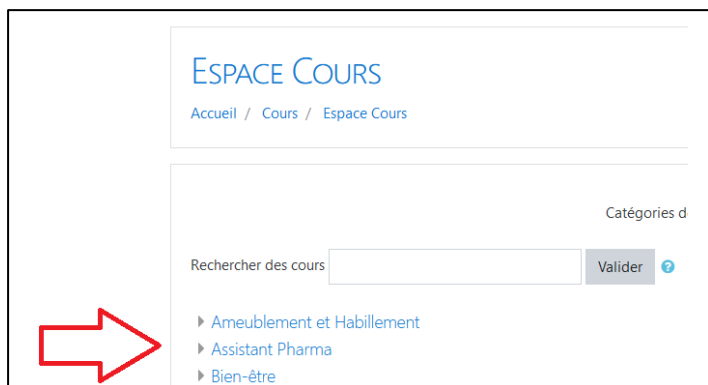 Espace Cours
Accueil / Cours / Espace Cours
Catégories d
Rechercher des cours Valider
Ameublement et Habillement
Assistant Pharma
Bien-être